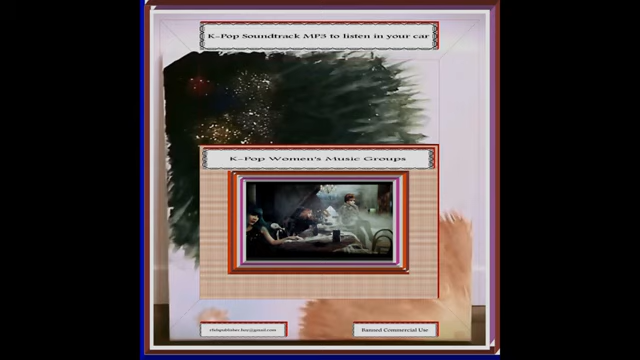 K-Pop Soundtrack MP3 to listen in your car
K-Pop Women's Music Groups
Banned Commercial Use